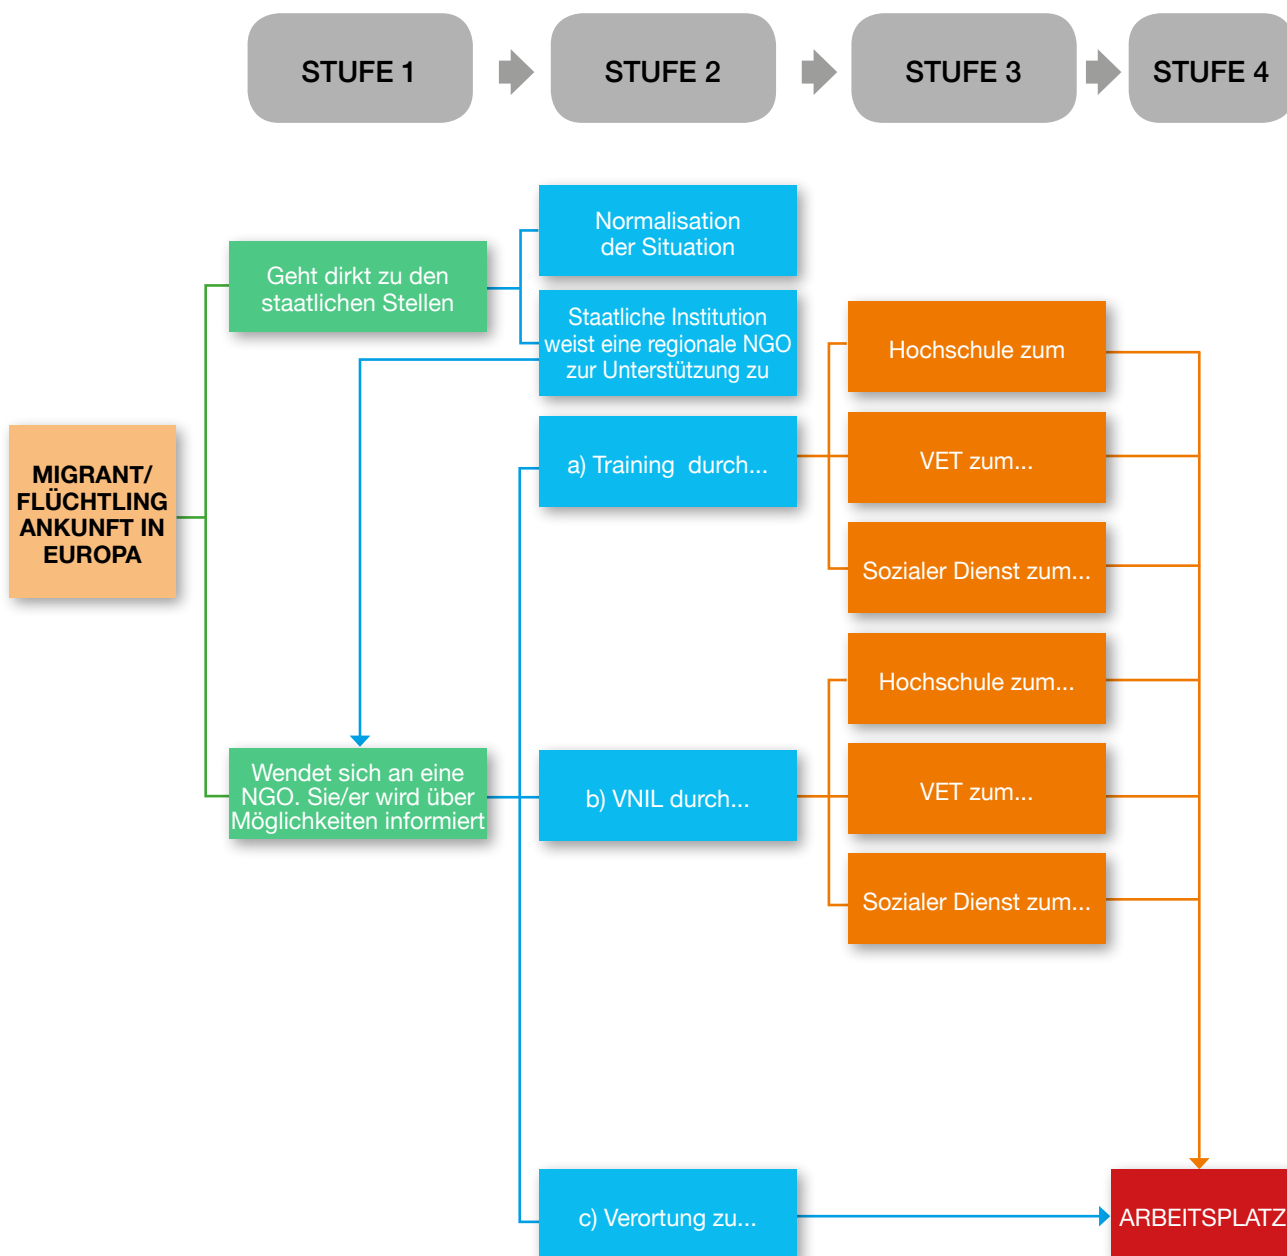 STUFE 1
STUFE 2
STUFE 3
STUFE 4
MIGRANT/
FLÜCHTLING
ANKUNFT IN
EUROPA
Geht dirkt zu den
staatlichen Stellen
Wendet sich an eine
NGO. Sie/er wird über
Möglichkeiten informiert
Normalisation
der Situation
Staatliche Institution
weist eine regionale NGO
zur Unterstützung zu
a) Training  durch...
b) VNIL durch...
c) Verortung zu...
Hochschule zum
VET zum...
Sozialer Dienst zum...
Hochschule zum...
VET zum...
Sozialer Dienst zum...
ARBEITSPLATZ